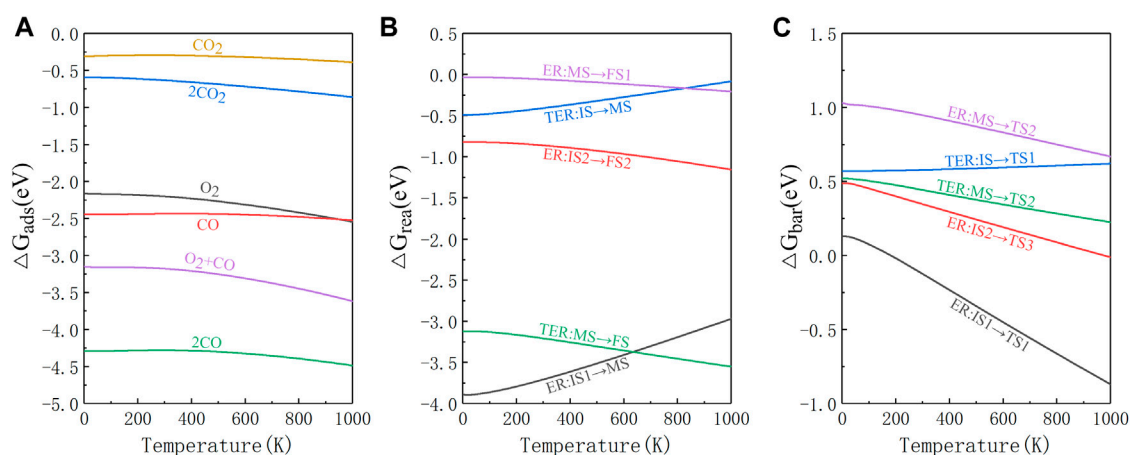 A
0.0
-0.5
-1.0
-1.5
-2.0
-2.5
-3.0
-3.5
-4.0
-4.5
-5.0
△Gads(eV)
CO2
2CO2
O2
CO
O2+CO
2CO
0 200 400 600 800 1000
Temperature(K)
B
0.5
0.0
-0.5
-1.0
-1.5
-2.0
-2.5
-3.0
-3.5
-4.0
△Grea(eV)
ER:MS→FS1
TER:IS→MS
ER:IS2→FS2
TER:MS→FS
ER:IS1→MS
0 200 400 600 800 1000
Temperature(K)
C
1.5
1.0
0.5
0.0
-0.5
-1.0
△Gbar(eV)
ER:MS→TS2
TER:IS→TS1
TER:MS→TS2
ER:IS2→TS3
ER:IS1→TS1
0 200 400 600 800 1000
Temperature(K)